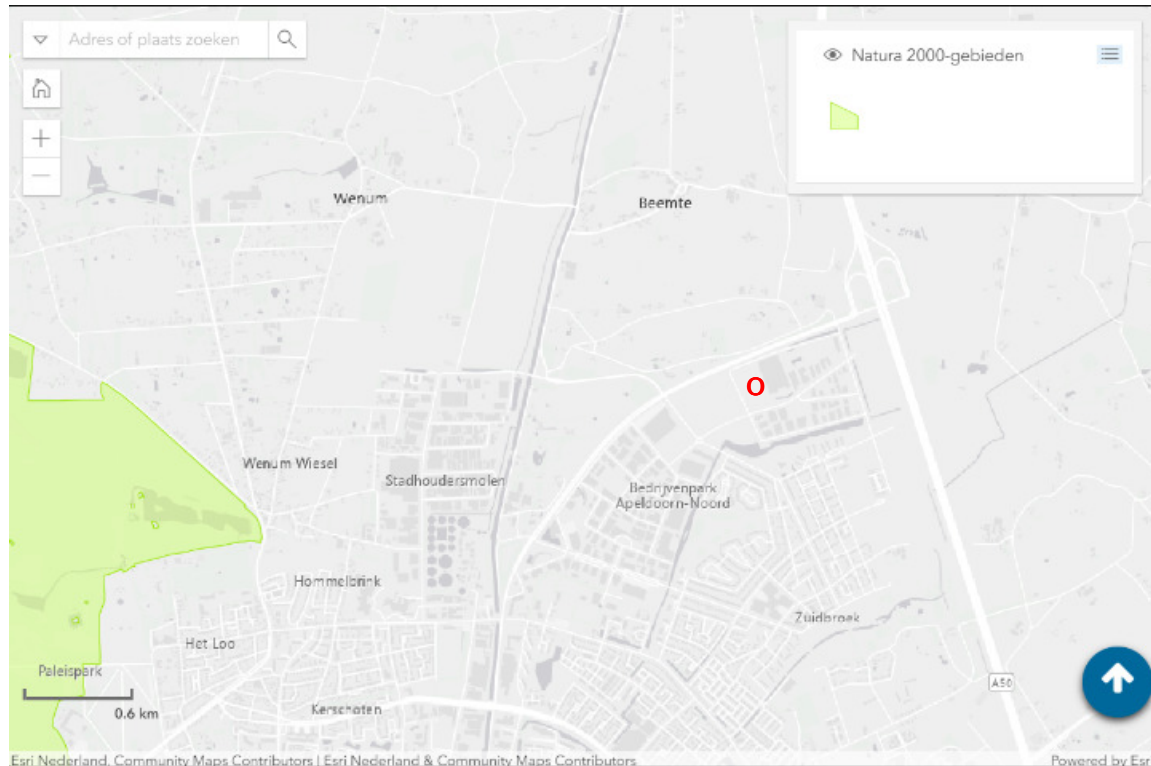 Adres of plaats zoeken
Natura 2000-gebieden
Wenum
Beemte
O
Wenum Wiesel
Stadhoudersmolen
Bedrijvenpark
Apeldoorn-Noord
Hommelbrink
Zuidbroek
Het Loo
Paleispark
A50
0.6 km
Kerschoten
Esri Nederland, Community Maps Contributors | Esri Nederland & Community Maps Contributors
Powered by Esr